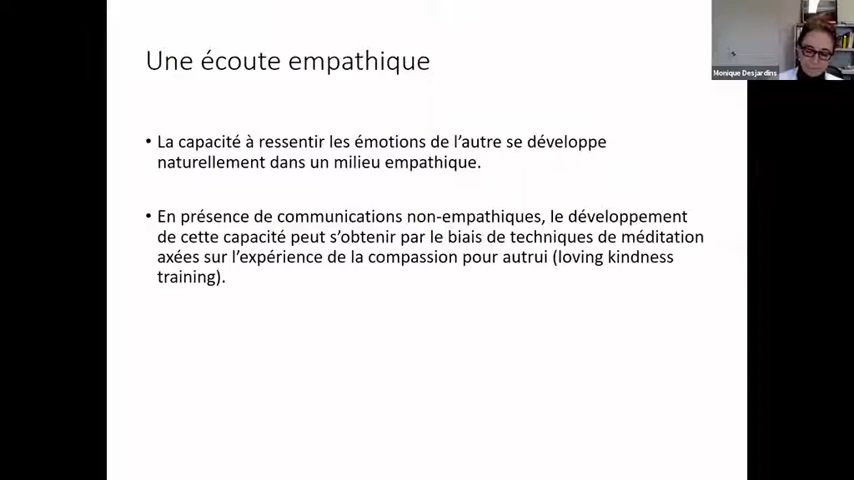 Une écoute empathique
Monique Desjardins
• La capacité à ressentir les émotions de l’autre se développe
naturellement dans un milieu empathique.
• En présence de communications non-empathiques, le développement
de cette capacité peut s’obtenir par le biais de techniques de méditation
axées sur l’expérience de la compassion pour autrui (loving kindness
training).